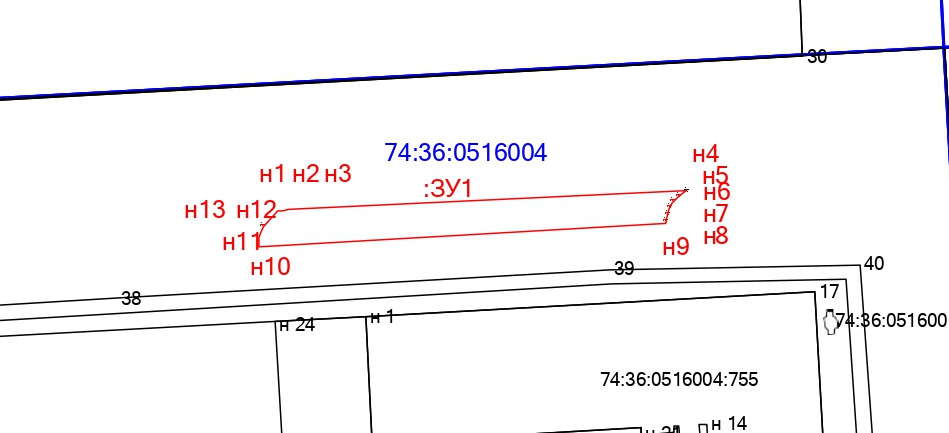 30
74:36:0516004
н4
н1 н2 н3
н5
:ЗУ1
н6
н13 н12
н7
н11
н8
н9
н10
40
39
38
17
н 1
н 24
74:36:051600
74:36:0516004:755
н 14